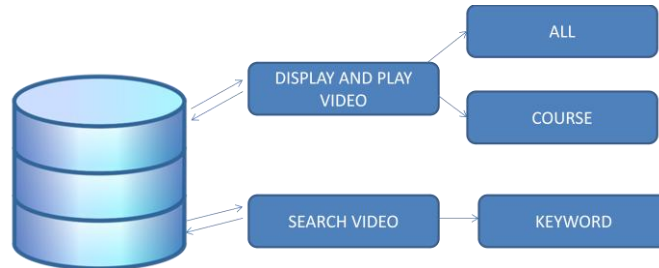 ALL
DISPLAY AND PLAY
VIDEO
COURSE
SEARCH VIDEO
KEYWORD